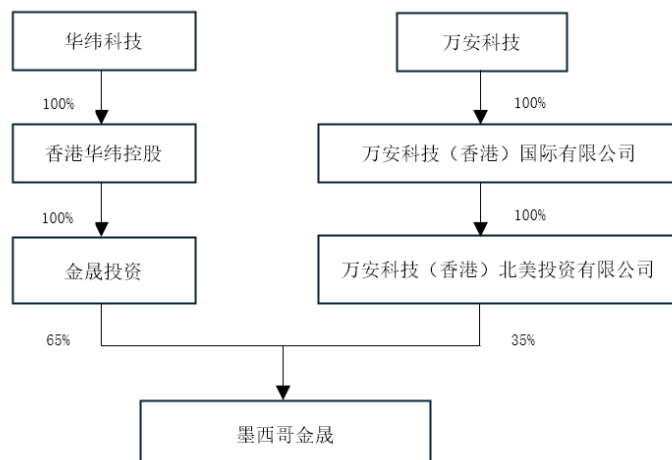 华纬科技
万安科技
100%
100%
香港华纬控股
万安科技（香港）国际有限公司
100%
100%
金晟投资
万安科技（香港）北美投资有限公司
65%
35%
墨西哥金晟